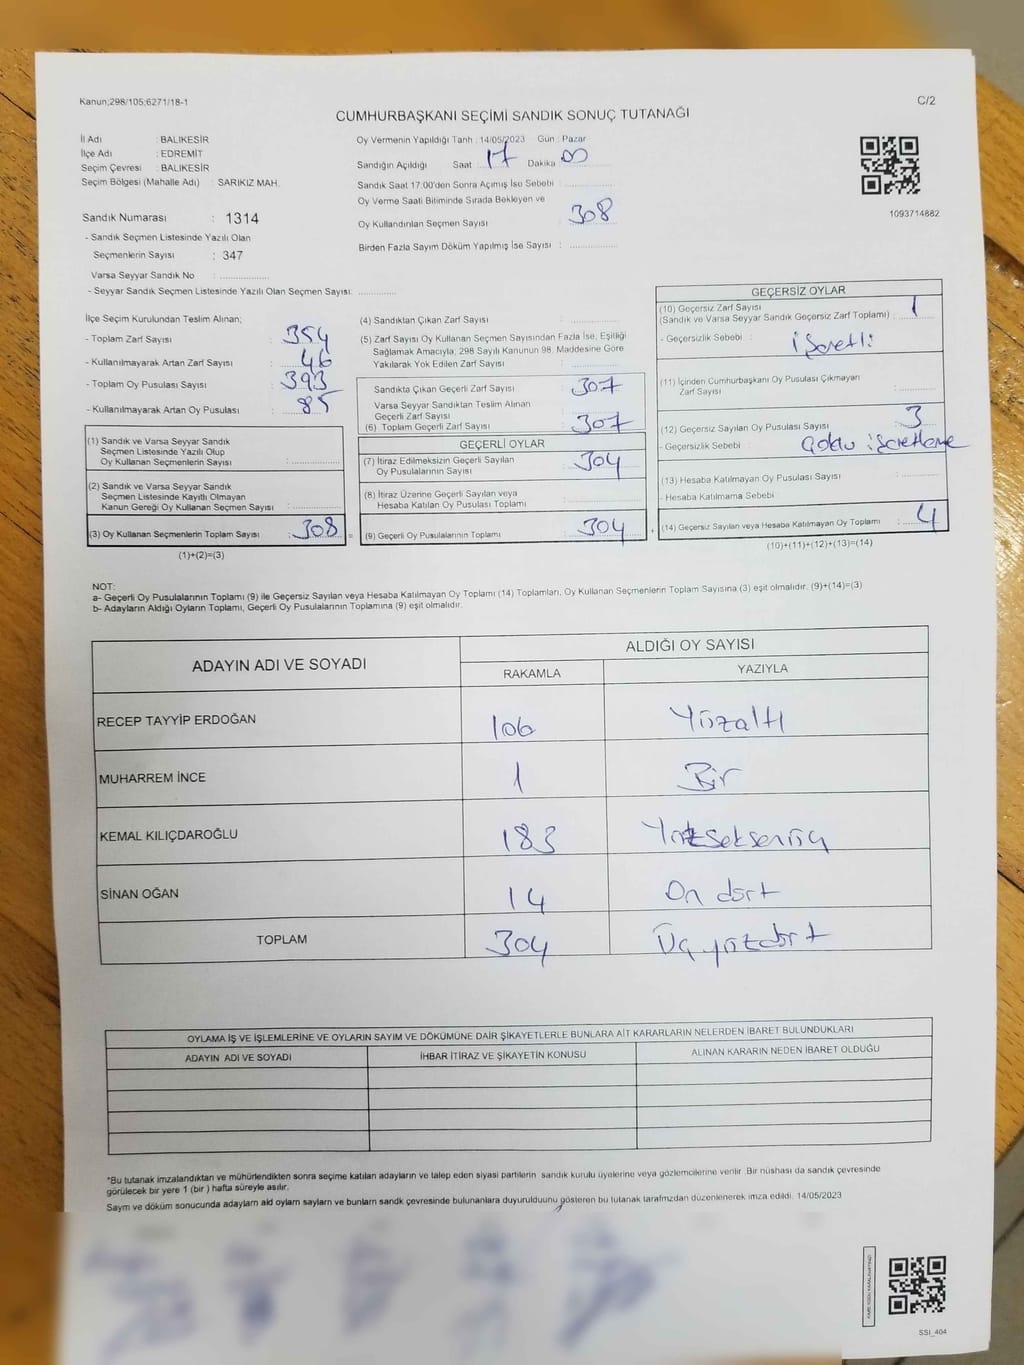 Kanun;298/105;6271/18-1
C/2
CUMHURBAŞKANI SEÇİMİ SANDIK SONUÇ TUTANAĞI
İl Adı : BALIKESİR
İlçe Adı : EDREMİT
Seçim Çevresi : BALIKESİR
Seçim Bölgesi (Mahalle Adı) : SARIKIZ MAH.
Sandık Numarası : 1314
- Sandık Seçmen Listesinde Yazılı Olan
Seçmenlerin Sayısı : 347
Varsa Seyyar Sandık No :
- Seyyar Sandık Seçmen Listesinde Yazılı Olan Seçmen Sayısı:
Oy Vermenin Yapıldığı Tarih : 14/05/2023 Gün : Pazar
Sandığın Açıldığı Saat 17 Dakika 00
Sandık Saat 17.00'den Sonra Açımış İse Sebebi :
Oy Verme Saati Bitiminde Sırada Bekleyen ve
Oy Kullandırılan Seçmen Sayısı : 308
Birden Fazla Sayım Döküm Yapılmış İse Sayısı :
1093714882
İlçe Seçim Kurulundan Teslim Alınan;
- Toplam Zarf Sayısı : 354
- Kullanılmayarak Artan Zarf Sayısı : 46
- Toplam Oy Pusulası Sayısı : 393
- Kullanılmayarak Artan Oy Pusulası : 85
(1) Sandık ve Varsa Seyyar Sandık
Seçmen Listesinde Yazılı Olup
Oy Kullanan Seçmenlerin Sayısı :
(2) Sandık ve Varsa Seyyar Sandık
Seçmen Listesinde Kayıtlı Olmayan
Kanun Gereği Oy Kullanan Seçmen Sayısı :
(3) Oy Kullanan Seçmenlerin Toplam Sayısı : 308 =
(1)+(2)=(3)
(4) Sandıktan Çıkan Zarf Sayısı :
(5) Zarf Sayısı Oy Kullanan Seçmen Sayısından Fazla İse, Eşitliği
Sağlamak Amacıyla, 298 Sayılı Kanunun 98. Maddesine Göre
Yakılarak Yok Edilen Zarf Sayısı :
Sandıkta Çıkan Geçerli Zarf Sayısı : 307
Varsa Seyyar Sandıktan Teslim Alınan
Geçerli Zarf Sayısı :
(6) Toplam Geçerli Zarf Sayısı : 307
GEÇERLİ OYLAR
(7) İtiraz Edilmeksizin Geçerli Sayılan
Oy Pusulalarının Sayısı : 304
(8) İtiraz Üzerine Geçerli Sayılan veya
Hesaba Katılan Oy Pusulası Toplamı :
(9) Geçerli Oy Pusulalarının Toplamı : 304 +
GEÇERSİZ OYLAR
(10) Geçersiz Zarf Sayısı
(Sandık ve Varsa Seyyar Sandık Geçersiz Zarf Toplamı) : 1
- Geçersizlik Sebebi : işaretli
(11) İçinden Cumhurbaşkanı Oy Pusulası Çıkmayan
Zarf Sayısı :
(12) Geçersiz Sayılan Oy Pusulası Sayısı : 3
- Geçersizlik Sebebi : çoklu işaretleme
(13) Hesaba Katılmayan Oy Pusulası Sayısı :
- Hesaba Katılmama Sebebi
(14) Geçersiz Sayılan veya Hesaba Katılmayan Oy Toplamı : 4
(10)+(11)+(12)+(13)=(14)
NOT:
a- Geçerli Oy Pusulalarının Toplamı (9) ile Geçersiz Sayılan veya Hesaba Katılmayan Oy Toplamı (14) Toplamları, Oy Kullanan Seçmenlerin Toplam Sayısına (3) eşit olmalıdır. (9)+(14)=(3)
b- Adayların Aldığı Oyların Toplamı, Geçerli Oy Pusulalarının Toplamına (9) eşit olmalıdır.
ADAYIN ADI VE SOYADI ALDIĞI OY SAYISI
RAKAMLA YAZIYLA
RECEP TAYYİP ERDOĞAN 106 Yüzaltı
MUHARREM İNCE 1 Bir
KEMAL KILIÇDAROĞLU 183 Yüzseksenüç
SİNAN OĞAN 14 On dört
TOPLAM 304 Üç yüzdört
OYLAMA İŞ VE İŞLEMLERİNE VE OYLARIN SAYIM VE DÖKÜMÜNE DAİR ŞİKAYETLERLE BUNLARA AİT KARARLARIN NELERDEN İBARET BULUNDUKLARI
ADAYIN ADI VE SOYADI İHBAR İTİRAZ VE ŞİKAYETİN KONUSU ALINAN KARARIN NEDEN İBARET OLDUĞU
*Bu tutanak imzalandıktan ve mühürlendikten sonra seçime katılan adayların ve talep eden siyasi partilerin sandık kurulu üyelerine veya gözlemcilerine verilir. Bir nüshası da sandık çevresinde
görülecek bir yere 1 (bir ) hafta süreyle asılır.
Sayım ve döküm sonucunda adayların ald oyların sayları ve bunların sandk çevresinde bulunanlara duyurulduunu gösteren bu tutanak tarafmzdan düzenlenerek imza edildi. 14/05/2023
SSI_404